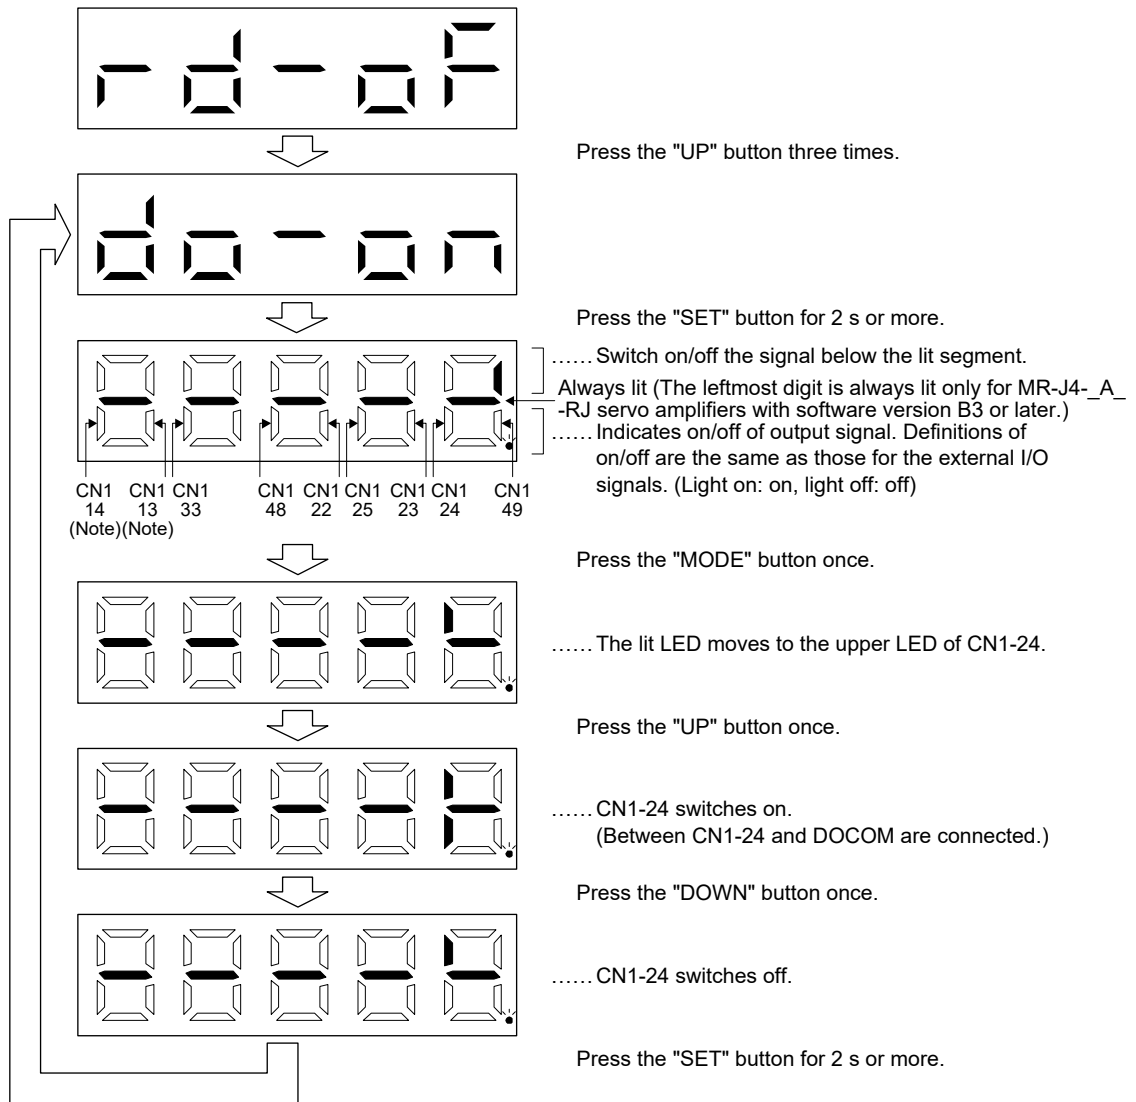 rd-oF
Press the "UP" button three times.
do-on
Press the "SET" button for 2 s or more.
...... Switch on/off the signal below the lit segment.
Always lit (The leftmost digit is always lit only for MR-J4-_A_
-RJ servo amplifiers with software version B3 or later.)
...... Indicates on/off of output signal. Definitions of
on/off are the same as those for the external I/O
signals. (Light on: on, light off: off)
CN1 CN1 CN1 CN1 CN1 CN1 CN1 CN1 CN1
14 13 33 48 22 25 23 24 49
(Note)(Note)
Press the "MODE" button once.
...... The lit LED moves to the upper LED of CN1-24.
Press the "UP" button once.
...... CN1-24 switches on.
(Between CN1-24 and DOCOM are connected.)
Press the "DOWN" button once.
...... CN1-24 switches off.
Press the "SET" button for 2 s or more.